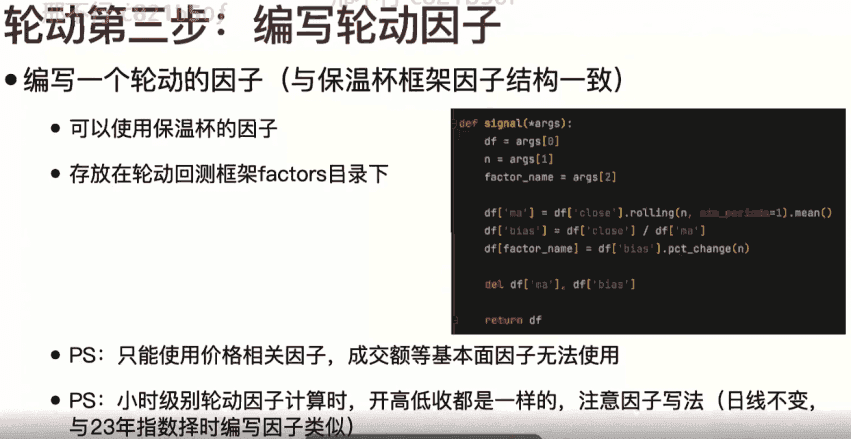 轮动第三步：编写轮动因子
●编写一个轮动的因子（与保温杯框架因子结构一致）
• 可以使用保温杯的因子
• 存放在轮动回测框架factors目录下
def signal(*args):
df = args[0]
n = args[1]
factor_name = args[2]
df['ma'] = df['close'].rolling(n, min_periods=1).mean()
df['bias'] = df['close'] / df['ma']
df[factor_name] = df['bias'].pct_change(n)
del df['ma'], df['bias']
return df
• PS：只能使用价格相关因子，成交额等基本面因子无法使用
• PS：小时级别轮动因子计算时，开高低收都是一样的，注意因子写法（日线不变，
与23年指数择时编写因子类似）